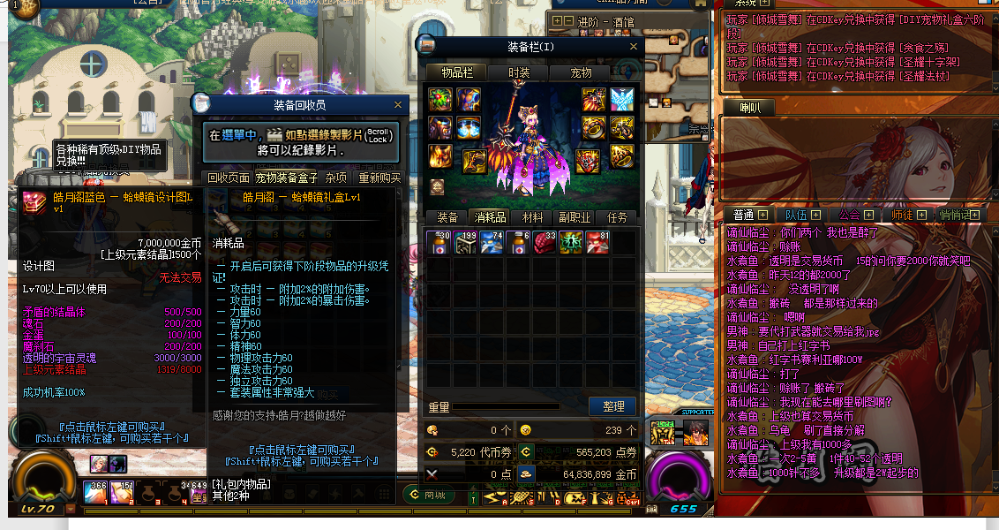 进阶 - 酒馆
系统
玩家 [倾城雪舞] 在CDKey兑换中获得 [DIY宠物礼盒六阶段]
玩家 [倾城雪舞] 在CDKey兑换中获得 [贪食之殇]
玩家 [倾城雪舞] 在CDKey兑换中获得 [圣耀十字架]
玩家 [倾城雪舞] 在CDKey兑换中获得 [圣耀法杖]
喇叭
装备栏(I)
物品栏 时装 宠物
装备 消耗品 材料 副职业 任务
30 199 74 6 33 81
重量
整理
0 个 239 个
5,220 代币券 565,203 点券
0 点 64,836,899 金币
装备回收员
在選單中, 如點選錄製影片(Scroll Lock)
將可以紀錄影片.
回收页面 宠物装备盒子 杂项 重新购买
各种稀有顶级,DIY物品
兑换!!!
皓月阁蓝色 — 蛤蟆镜设计图L
v1
7,000,000金币
[上级元素结晶]1500个
设计图
无法交易
Lv70以上可以使用
矛盾的结晶体 500/500
魂石 200/200
金蛋 100/100
魔刹石 200/200
透明的宇宙灵魂 3000/3000
上级元素结晶 1319/8000
成功机率100%
『点击鼠标左键可购买』
『Shift+鼠标左键, 可购买若干个』
皓月阁 — 蛤蟆镜礼盒Lv1
消耗品
— 开启后可获得下阶段物品的升级凭
证!
— 攻击时 — 附加2%的附加伤害。
— 攻击时 — 附加2%的暴击伤害。
— 力量60
— 智力60
— 体力60
— 精神60
— 物理攻击力60
— 魔法攻击力60
— 独立攻击力60
— 套装属性非常强大
感谢您的支持,皓月?越做越好
『点击鼠标左键可购买』
『Shift+鼠标左键, 可购买若干个』
[礼包内物品]
其他2种
普通 队伍 公会 师徒 悄悄话
谪仙临尘 : 你们两个 我也是醉了
谪仙临尘 : 赊账
水煮鱼 : 透明是交易货币 15的问你要2000你就笑吧
水煮鱼 : 昨天12的都2000了
谪仙临尘 : 没透明了啊
水煮鱼 : 搬砖 都是那样过来的
谪仙临尘 : 嗯啊
男神 : 要代打武器就交易给我jpg
男神 : 自己打上红字书
水煮鱼 : 红字书赛利亚哪100W
谪仙临尘 : 打了
谪仙临尘 : 赊账了 搬砖了
谪仙临尘 : 我现在能去哪里刷图啊?
水煮鱼 : 上级也算交易货币
水煮鱼 : 乌龟 刷了直接分解
谪仙临尘 : 上级我有1000多
水煮鱼 : 一次2-5黄 1件40-52个透明
水煮鱼 : 1000针不多 升级都是2W起步的
SUPPORTER
商城
366 151
Lv.70
655